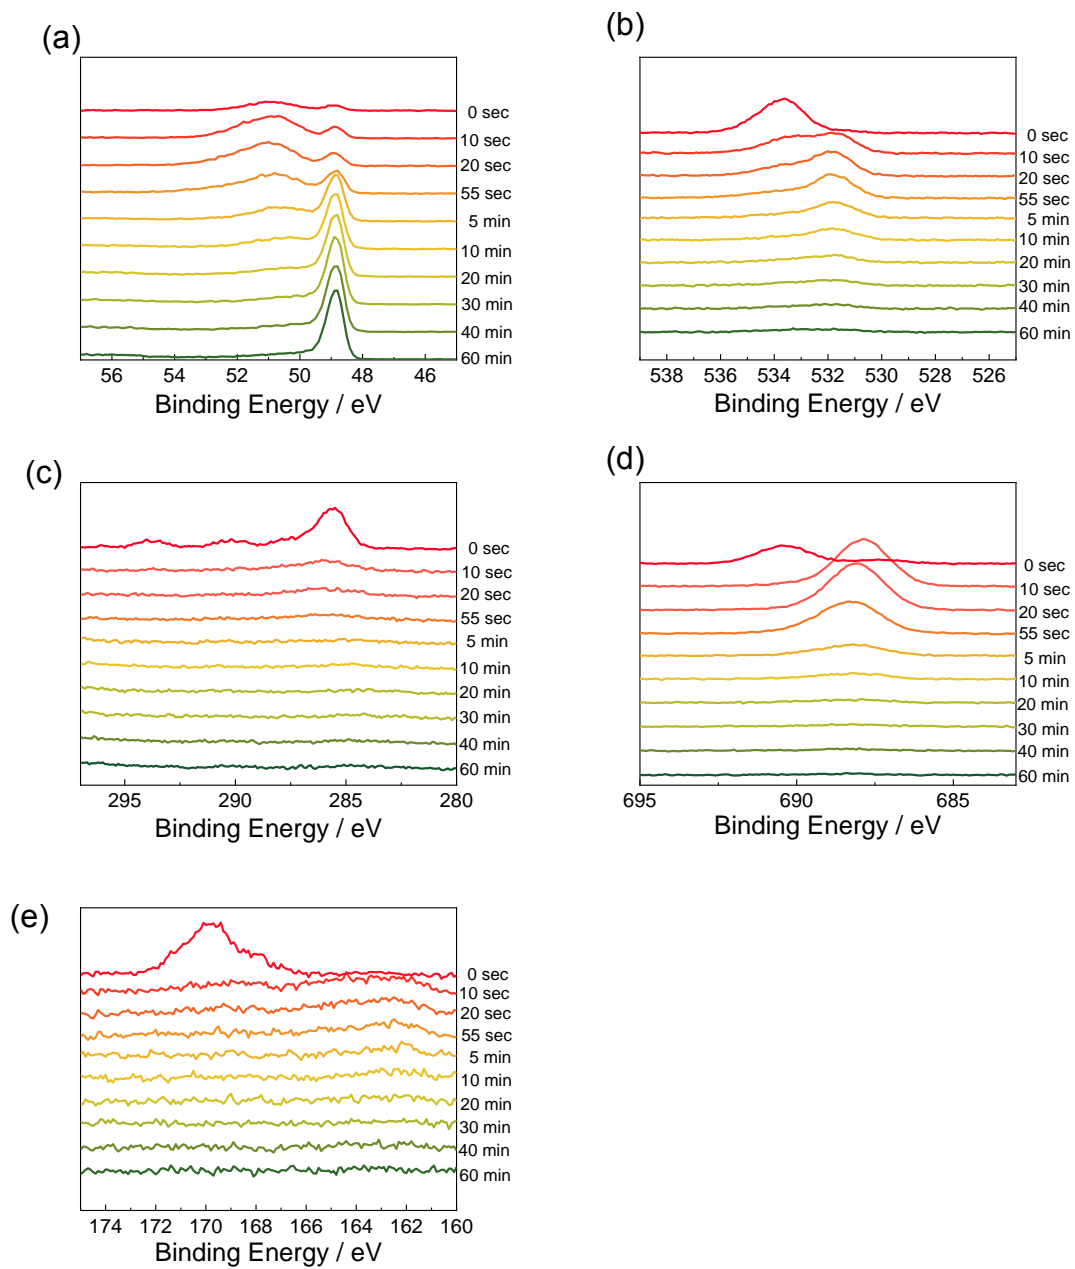 (a)
0 sec
10 sec
20 sec
55 sec
5 min
10 min
20 min
30 min
40 min
60 min
56 54 52 50 48 46
Binding Energy / eV
(b)
0 sec
10 sec
20 sec
55 sec
5 min
10 min
20 min
30 min
40 min
60 min
538 536 534 532 530 528 526
Binding Energy / eV
(c)
0 sec
10 sec
20 sec
55 sec
5 min
10 min
20 min
30 min
40 min
60 min
295 290 285 280
Binding Energy / eV
(d)
0 sec
10 sec
20 sec
55 sec
5 min
10 min
20 min
30 min
40 min
60 min
695 690 685
Binding Energy / eV
(e)
0 sec
10 sec
20 sec
55 sec
5 min
10 min
20 min
30 min
40 min
60 min
174 172 170 168 166 164 162 160
Binding Energy / eV